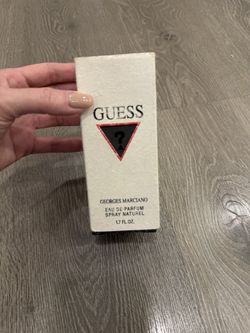 GUESS
?
GEORGES MARCIANO
EAU DE PARFUM
SPRAY NATUREL
1.7 FL.OZ.